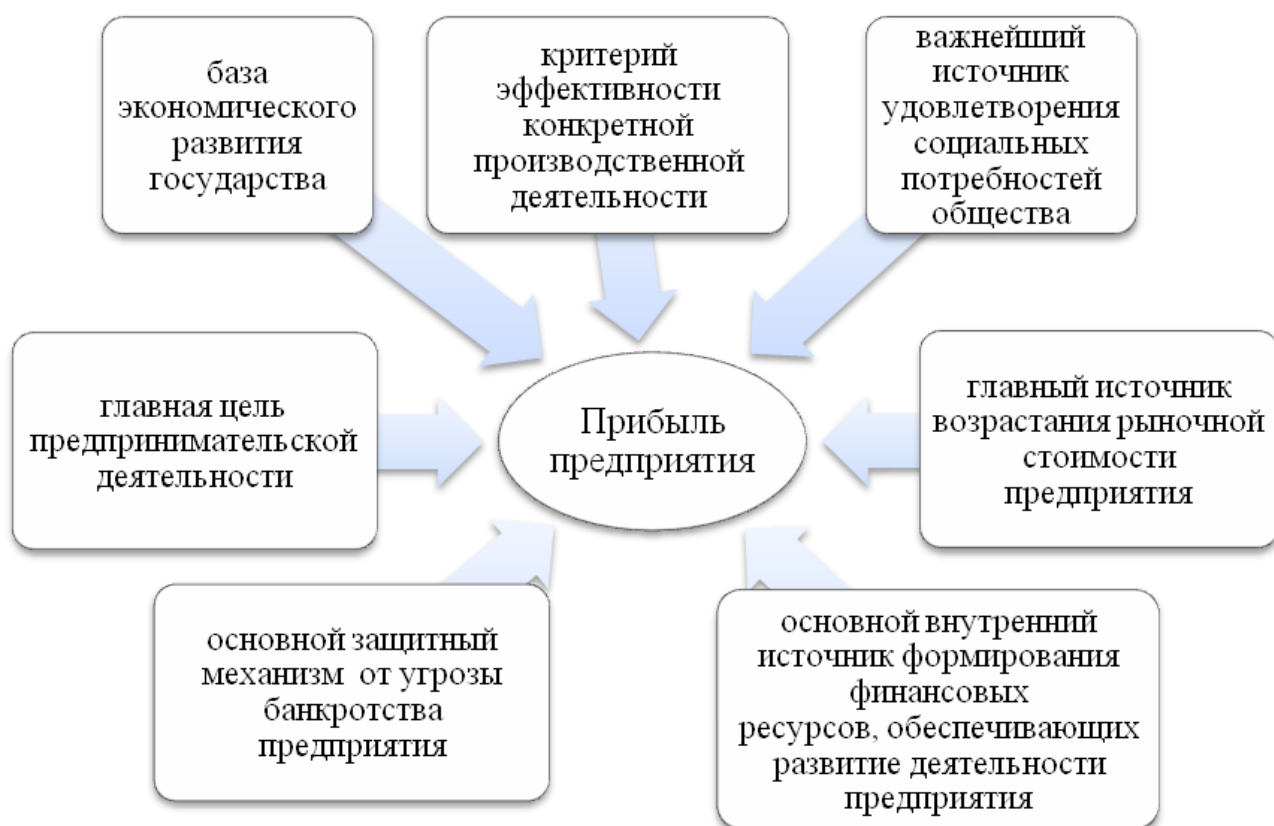 база
экономического
развития
государства
критерий
эффективности
конкретной
производственной
деятельности
важнейший
источник
удовлетворения
социальных
потребностей
общества
главная цель
предпринимательской
деятельности
Прибыль
предприятия
главный источник
возрастания рыночной
стоимости
предприятия
основной защитный
механизм от угрозы
банкротства
предприятия
основной внутренний
источник формирования
финансовых
ресурсов, обеспечивающих
развитие деятельности
предприятия